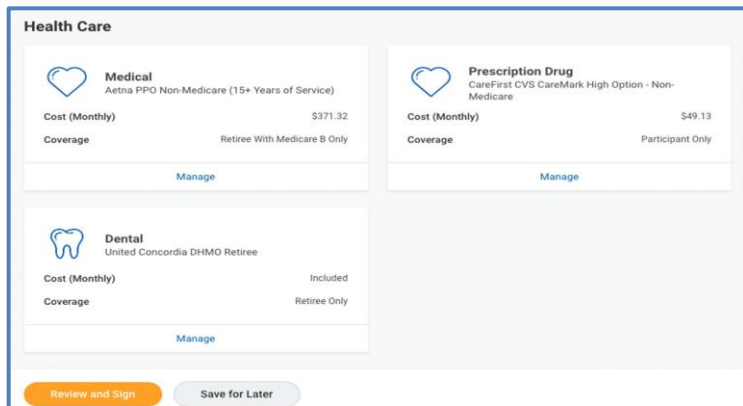 Health Care
Medical
Aetna PPO Non-Medicare (15+ Years of Service)
Cost (Monthly) $371.32
Coverage Retiree With Medicare B Only
Manage
Prescription Drug
CareFirst CVS CareMark High Option - Non-
Medicare
Cost (Monthly) $49.13
Coverage Participant Only
Manage
Dental
United Concordia DHMO Retiree
Cost (Monthly) Included
Coverage Retiree Only
Manage
Review and Sign Save for Later